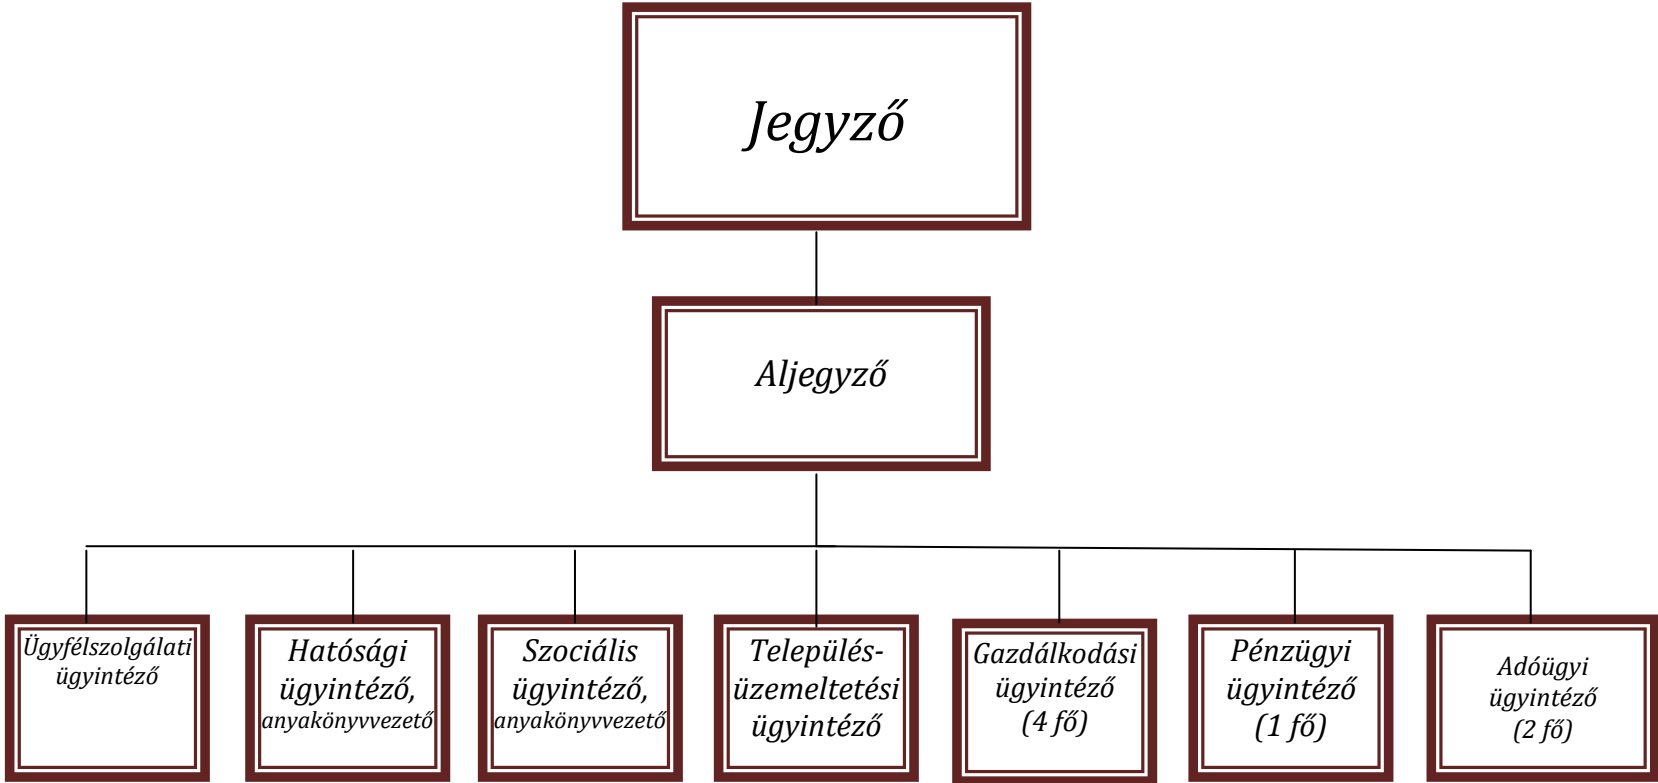 Jegyző
Aljegyző
Ügyfélszolgálati
ügyintéző
Hatósági
ügyintéző,
anyakönyvvezető
Szociális
ügyintéző,
anyakönyvvezető
Település-
üzemeltetési
ügyintéző
Gazdálkodási
ügyintéző
(4 fő)
Pénzügyi
ügyintéző
(1 fő)
Adóügyi
ügyintéző
(2 fő)